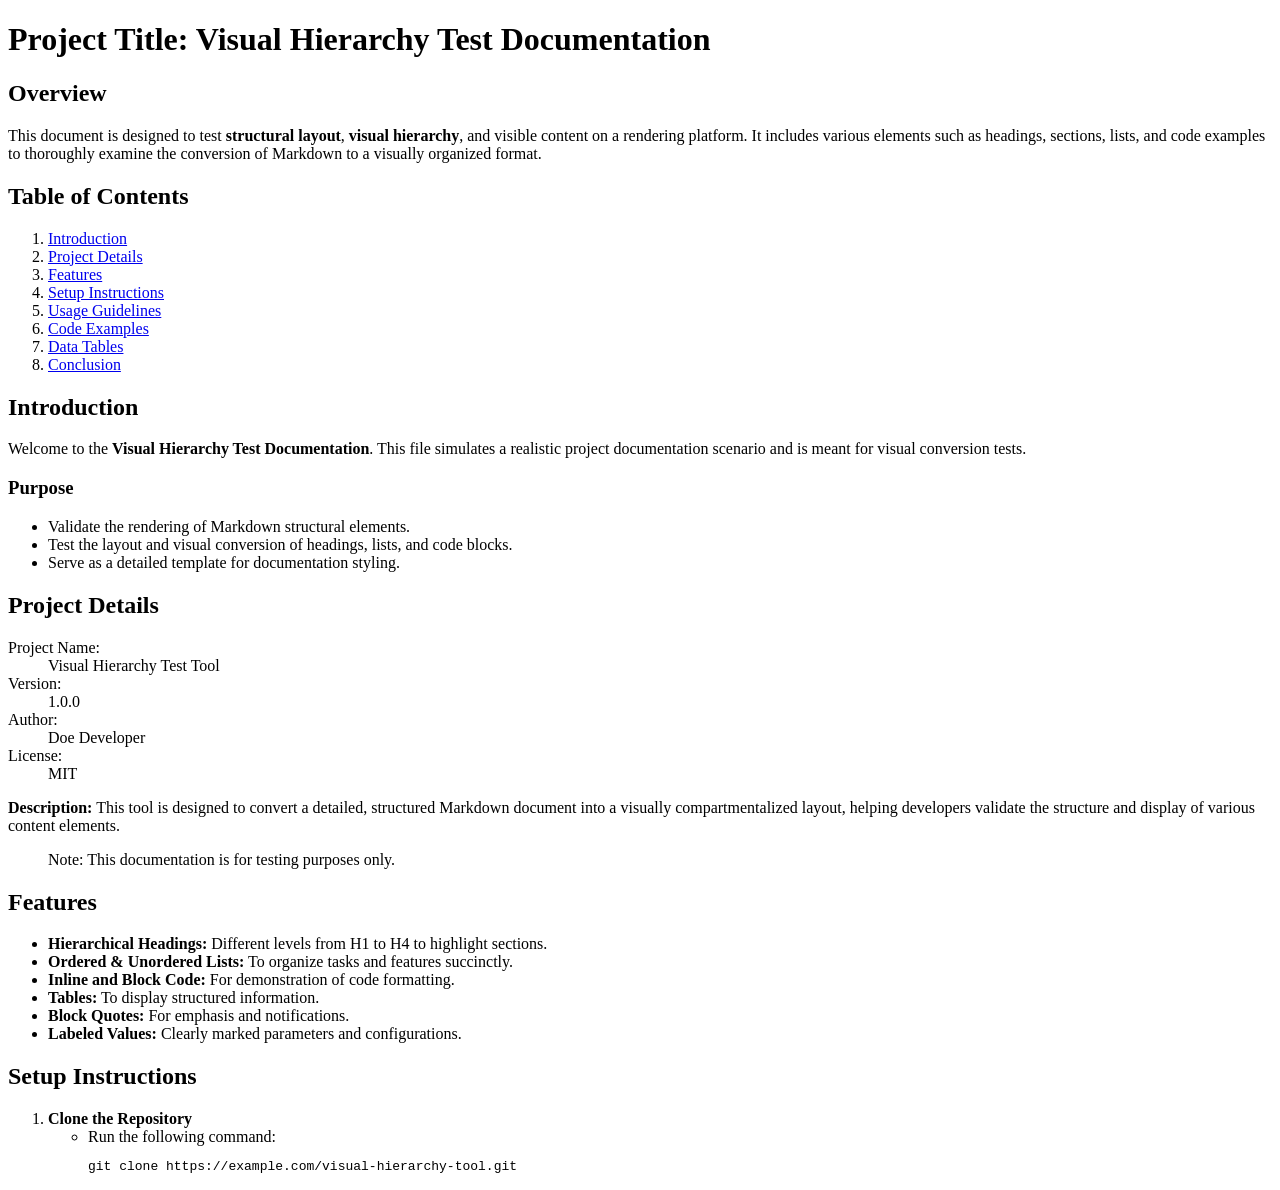 Project Title: Visual Hierarchy Test Documentation
Overview
This document is designed to test structural layout, visual hierarchy, and visible content on a rendering platform. It includes various elements such as headings, sections, lists, and code examples
to thoroughly examine the conversion of Markdown to a visually organized format.
Table of Contents
1. Introduction
2. Project Details
3. Features
4. Setup Instructions
5. Usage Guidelines
6. Code Examples
7. Data Tables
8. Conclusion
Introduction
Welcome to the Visual Hierarchy Test Documentation. This file simulates a realistic project documentation scenario and is meant for visual conversion tests.
Purpose
• Validate the rendering of Markdown structural elements.
• Test the layout and visual conversion of headings, lists, and code blocks.
• Serve as a detailed template for documentation styling.
Project Details
Project Name:
Visual Hierarchy Test Tool
Version:
1.0.0
Author:
Doe Developer
License:
MIT
Description: This tool is designed to convert a detailed, structured Markdown document into a visually compartmentalized layout, helping developers validate the structure and display of various
content elements.
Note: This documentation is for testing purposes only.
Features
• Hierarchical Headings: Different levels from H1 to H4 to highlight sections.
• Ordered & Unordered Lists: To organize tasks and features succinctly.
• Inline and Block Code: For demonstration of code formatting.
• Tables: To display structured information.
• Block Quotes: For emphasis and notifications.
• Labeled Values: Clearly marked parameters and configurations.
Setup Instructions
1. Clone the Repository
◦ Run the following command:
git clone https://example.com/visual-hierarchy-tool.git